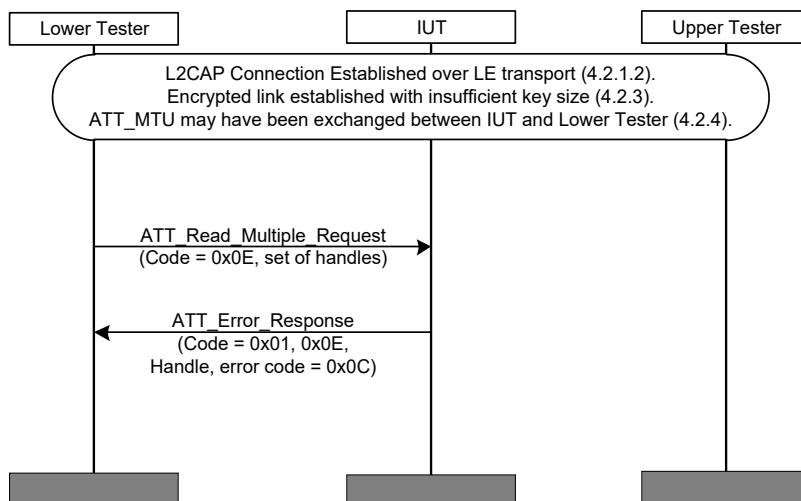 Lower Tester
IUT
Upper Tester
L2CAP Connection Established over LE transport (4.2.1.2).
Encrypted link established with insufficient key size (4.2.3).
ATT_MTU may have been exchanged between IUT and Lower Tester (4.2.4).
ATT_Read_Multiple_Request
(Code = 0x0E, set of handles)
ATT_Error_Response
(Code = 0x01, 0x0E,
Handle, error code = 0x0C)